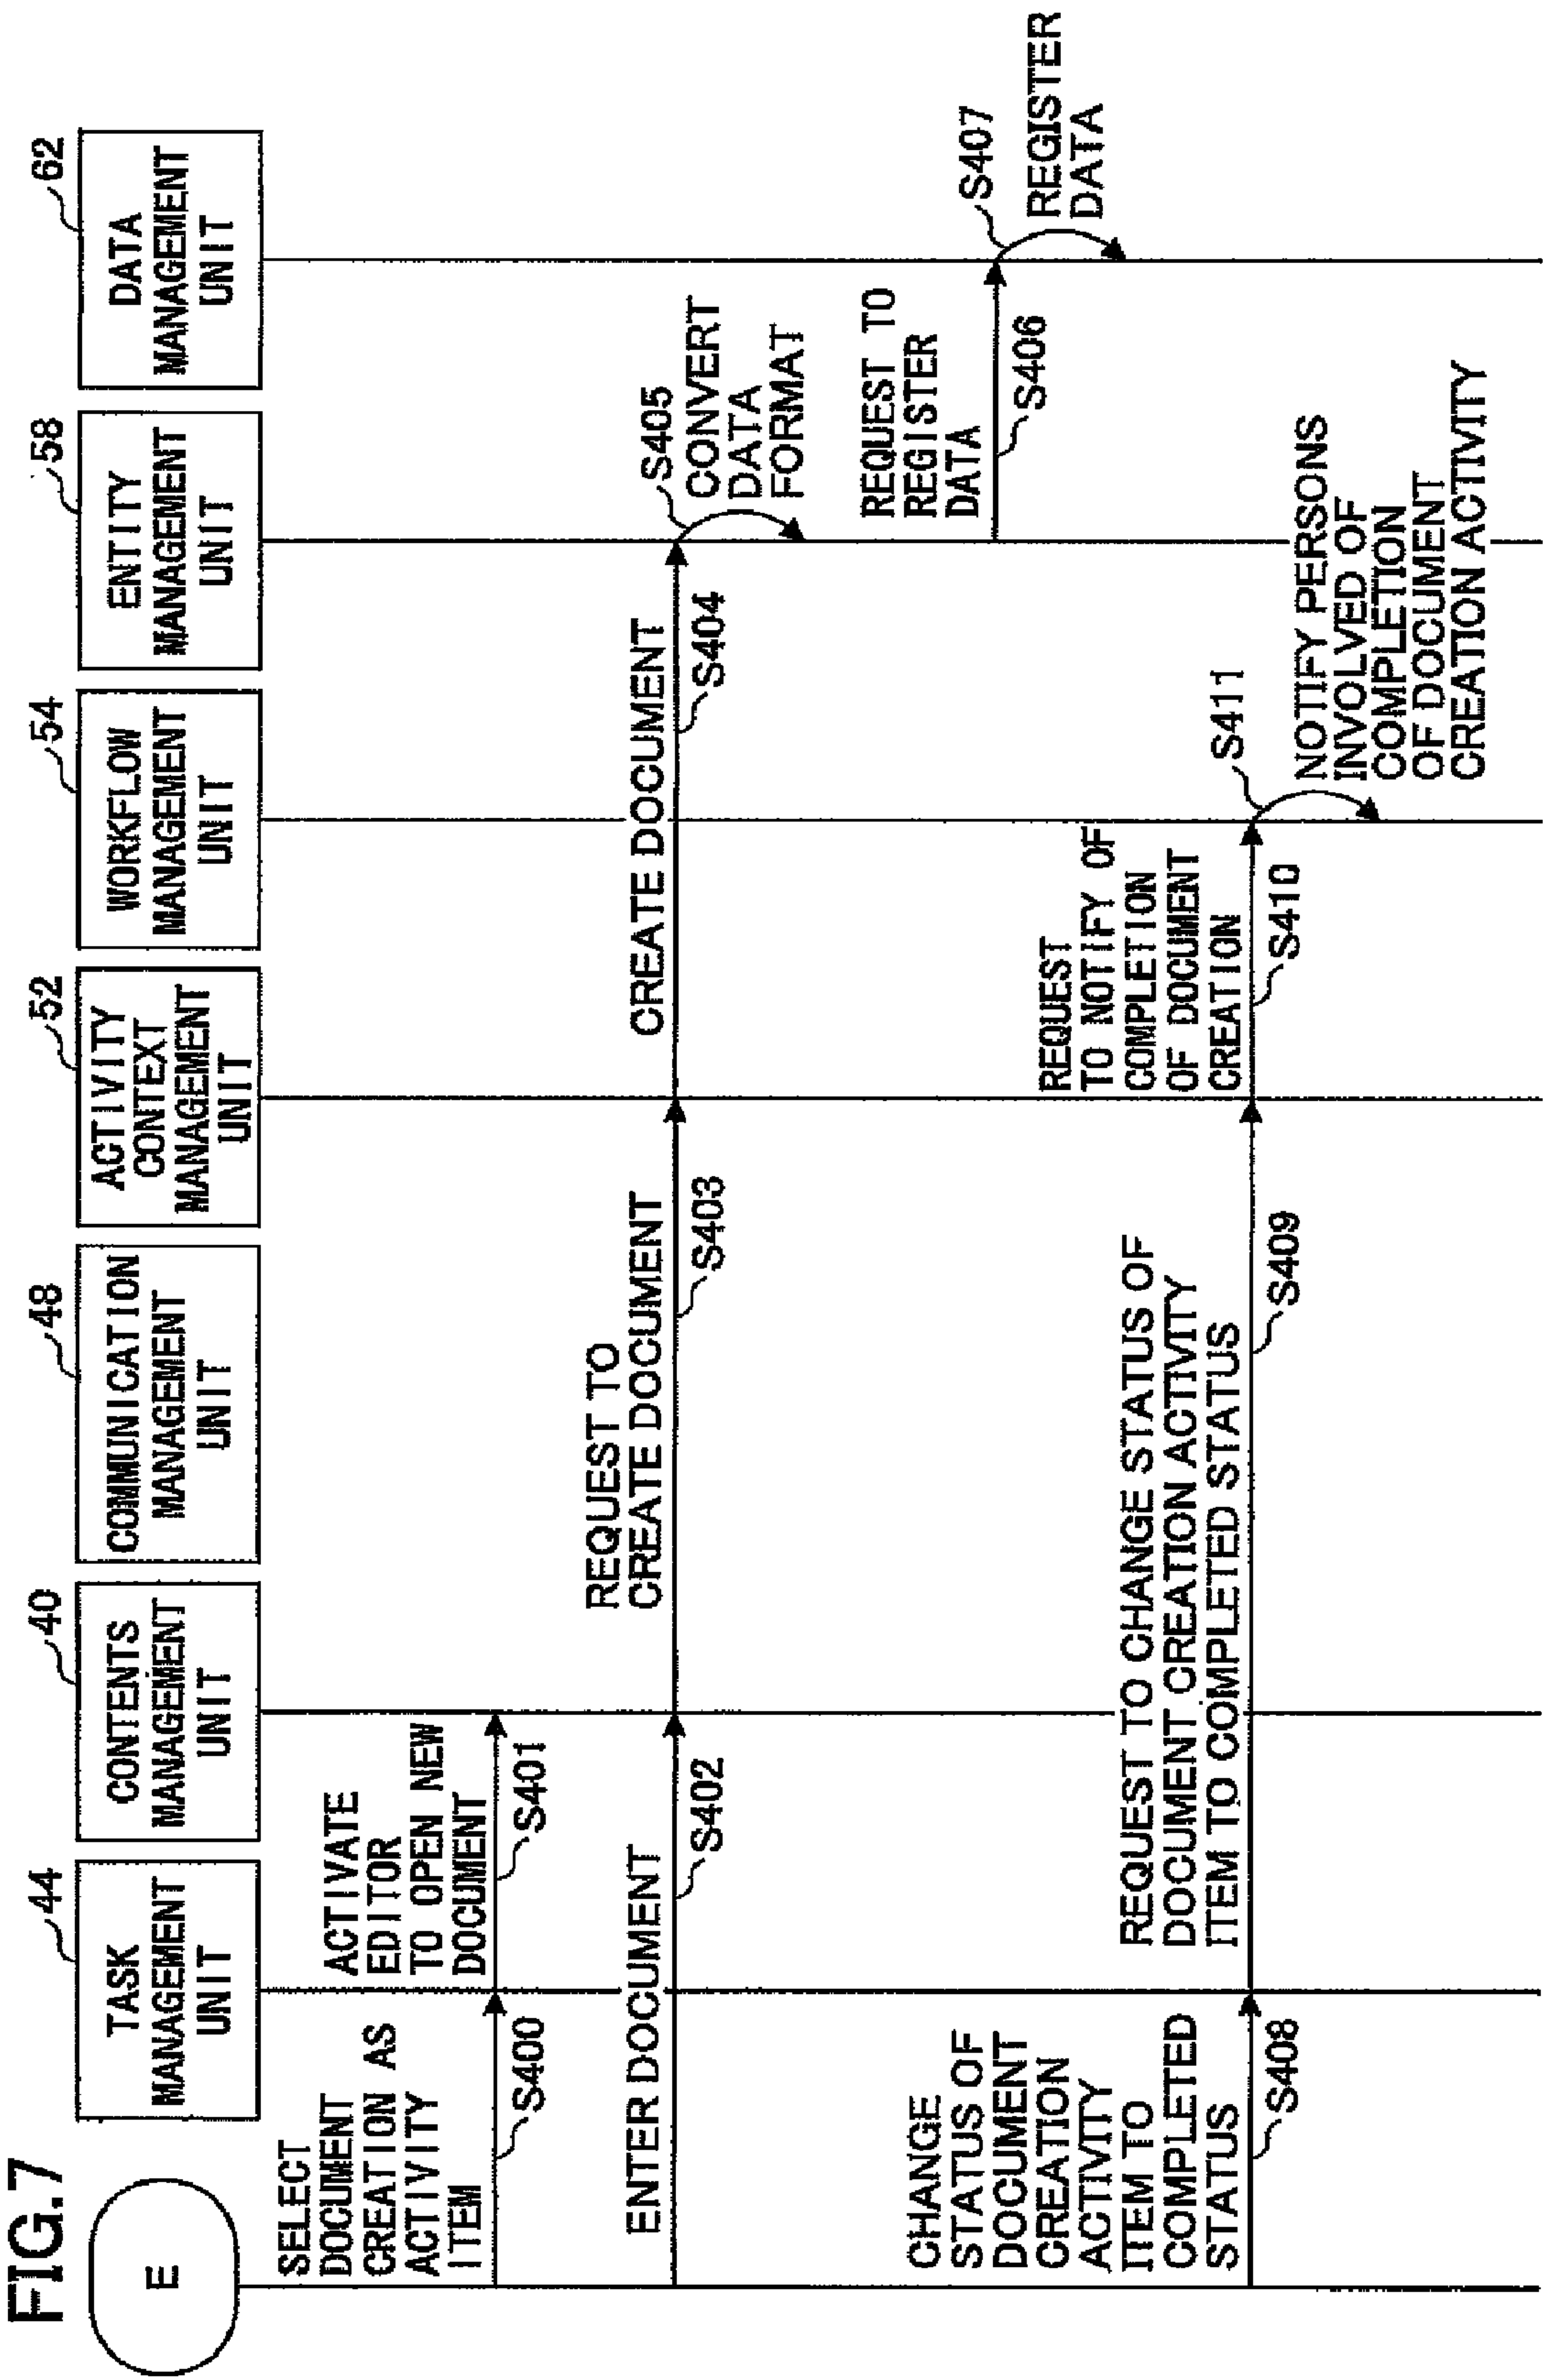 FIG.7
E
44
TASK
MANAGEMENT
UNIT
40
CONTENTS
MANAGEMENT
UNIT
48
COMMUNICATION
MANAGEMENT
UNIT
52
ACTIVITY
CONTEXT
MANAGEMENT
UNIT
54
WORKFLOW
MANAGEMENT
UNIT
58
ENTITY
MANAGEMENT
UNIT
62
DATA
MANAGEMENT
UNIT
SELECT
DOCUMENT
CREATION AS
ACTIVITY
ITEM
S400
ACTIVATE
EDITOR
TO OPEN NEW
DOCUMENT
S401
ENTER DOCUMENT
S402
REQUEST TO
CREATE DOCUMENT
S403
CREATE DOCUMENT
S404
S405
CONVERT
DATA
FORMAT
REQUEST TO
REGISTER
DATA
S406
S407
REGISTER
DATA
CHANGE
STATUS OF
DOCUMENT
CREATION
ACTIVITY
ITEM TO
COMPLETED
STATUS
S408
REQUEST TO CHANGE STATUS OF
DOCUMENT CREATION ACTIVITY
ITEM TO COMPLETED STATUS
S409
REQUEST
TO NOTIFY OF
COMPLETION
OF DOCUMENT
CREATION
S410
S411
NOTIFY PERSONS
INVOLVED OF
COMPLETION
OF DOCUMENT
CREATION ACTIVITY